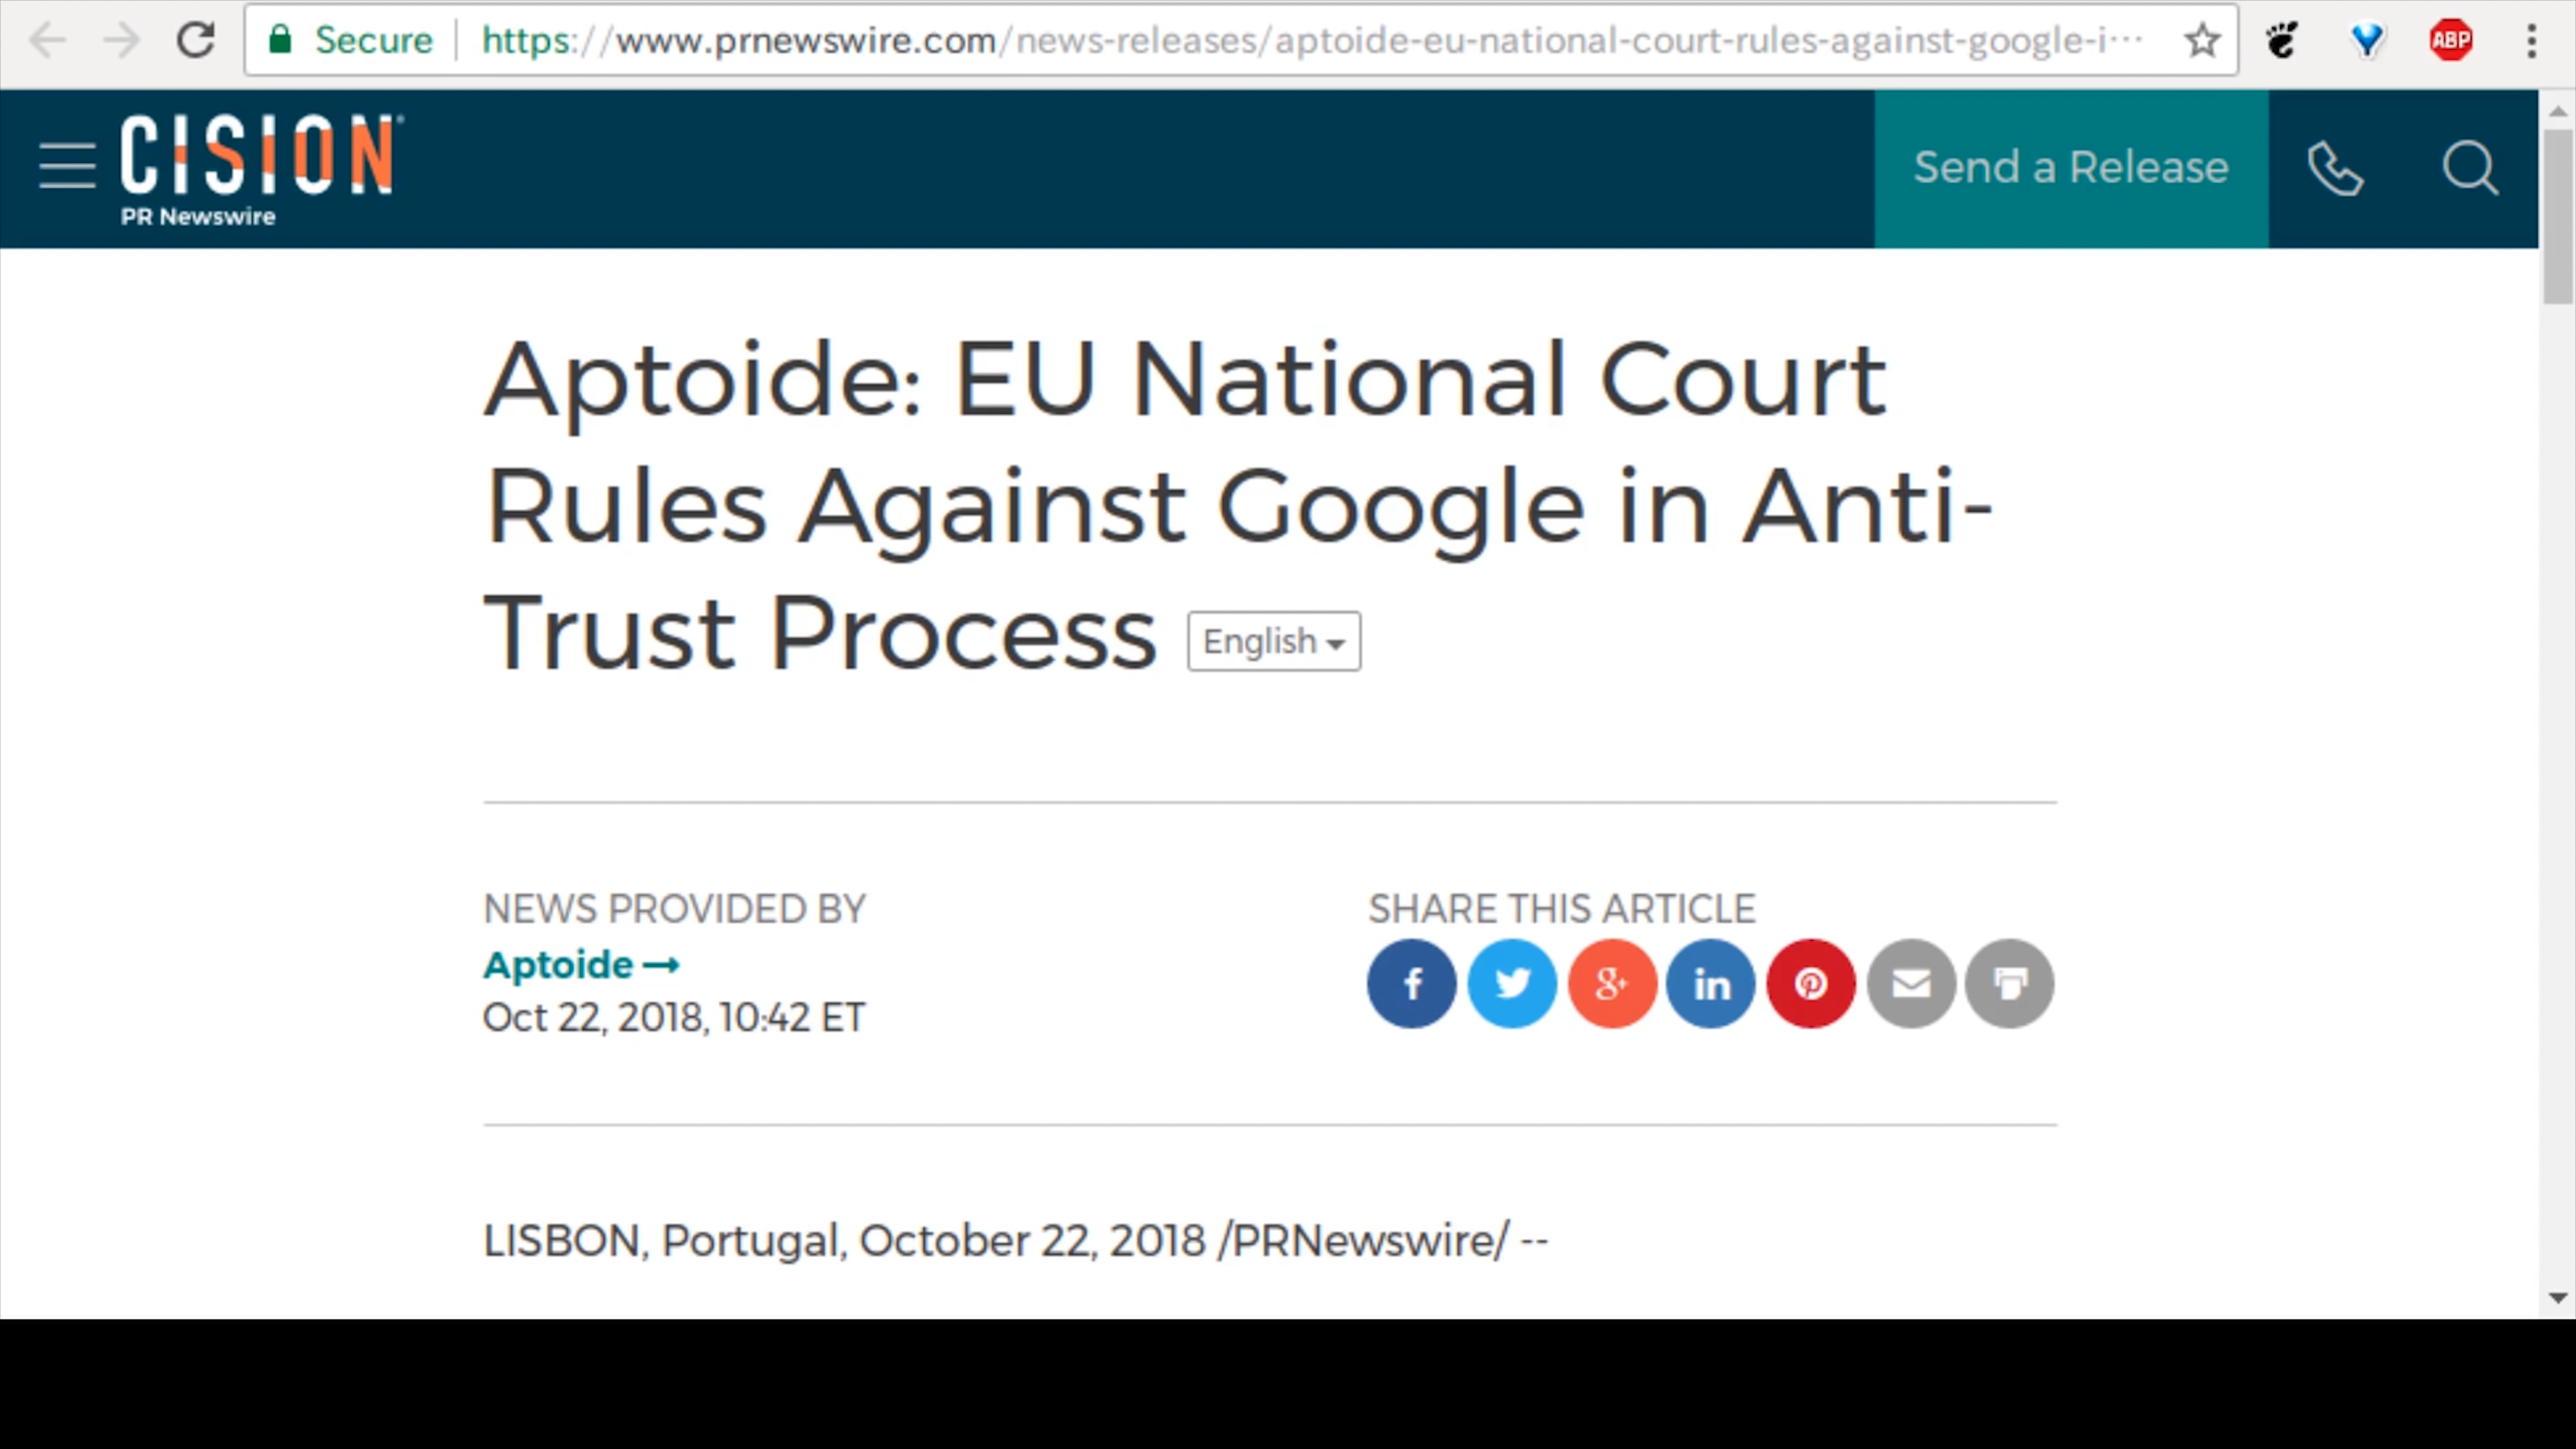 Secure https://www.prnewswire.com/news-releases/aptoide-eu-national-court-rules-against-google-i… ABP
CISION
PR Newswire
Send a Release
Aptoide: EU National Court
Rules Against Google in Anti-
Trust Process English
NEWS PROVIDED BY
Aptoide
Oct 22, 2018, 10:42 ET
SHARE THIS ARTICLE
f g+ in
LISBON, Portugal, October 22, 2018 /PRNewswire/ --